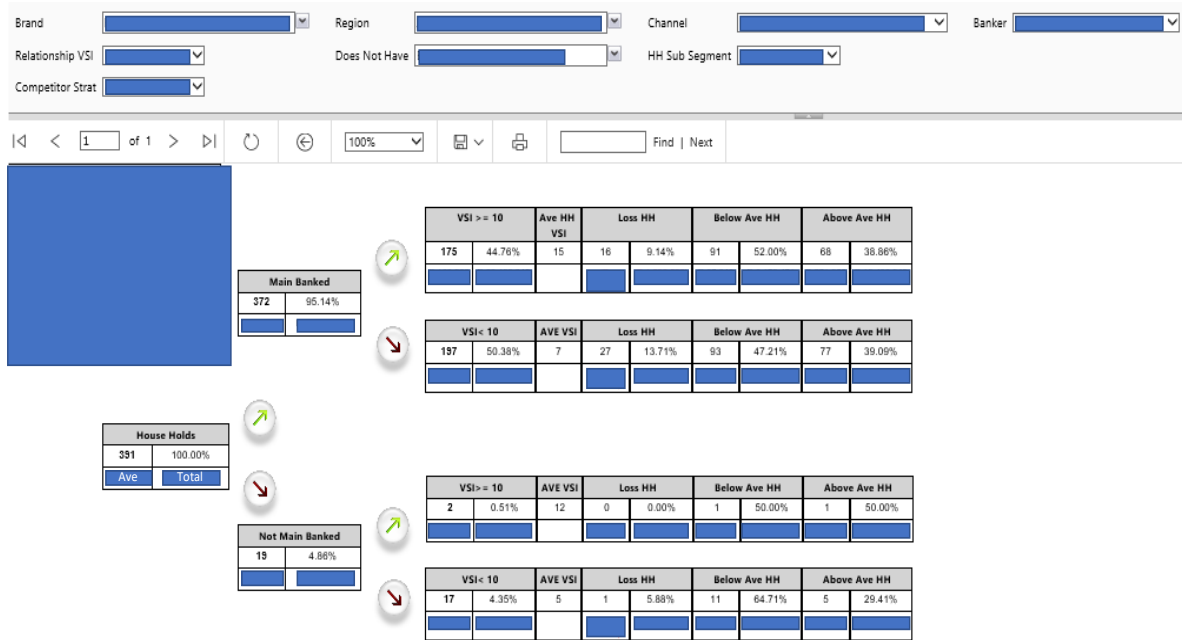 Brand Region Channel Banker
Relationship VSI Does Not Have HH Sub Segment
Competitor Strat
1 of 1 100% Find | Next
VSI >= 10 Ave HH VSI Loss HH Below Ave HH Above Ave HH
175 44.76% 15 16 9.14% 91 52.00% 68 38.86%
Main Banked
372 95.14%
VSI< 10 AVE VSI Loss HH Below Ave HH Above Ave HH
197 50.38% 7 27 13.71% 93 47.21% 77 39.09%
House Holds
391 100.00%
Ave Total
VSI>= 10 AVE VSI Loss HH Below Ave HH Above Ave HH
2 0.51% 12 0 0.00% 1 50.00% 1 50.00%
Not Main Banked
19 4.86%
VSI< 10 AVE VSI Loss HH Below Ave HH Above Ave HH
17 4.35% 5 1 5.88% 11 64.71% 5 29.41%